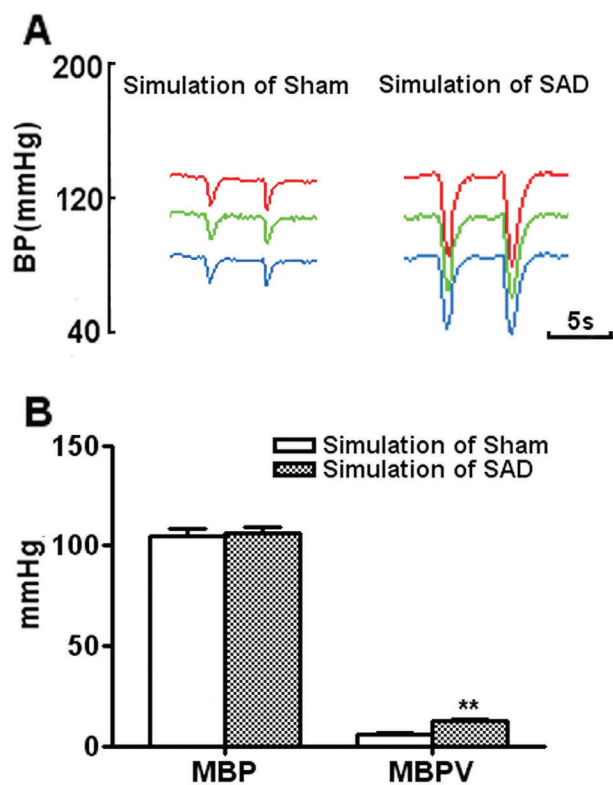 A
200
Simulation of Sham
Simulation of SAD
BP(mmHg)
120
40
5s
B
150
Simulation of Sham
Simulation of SAD
mmHg
100
50
**
0
MBP
MBPV